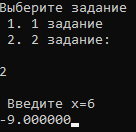 Выберите задание
1. 1 задание
2. 2 задание:
2
Введите x=6
-9.000000